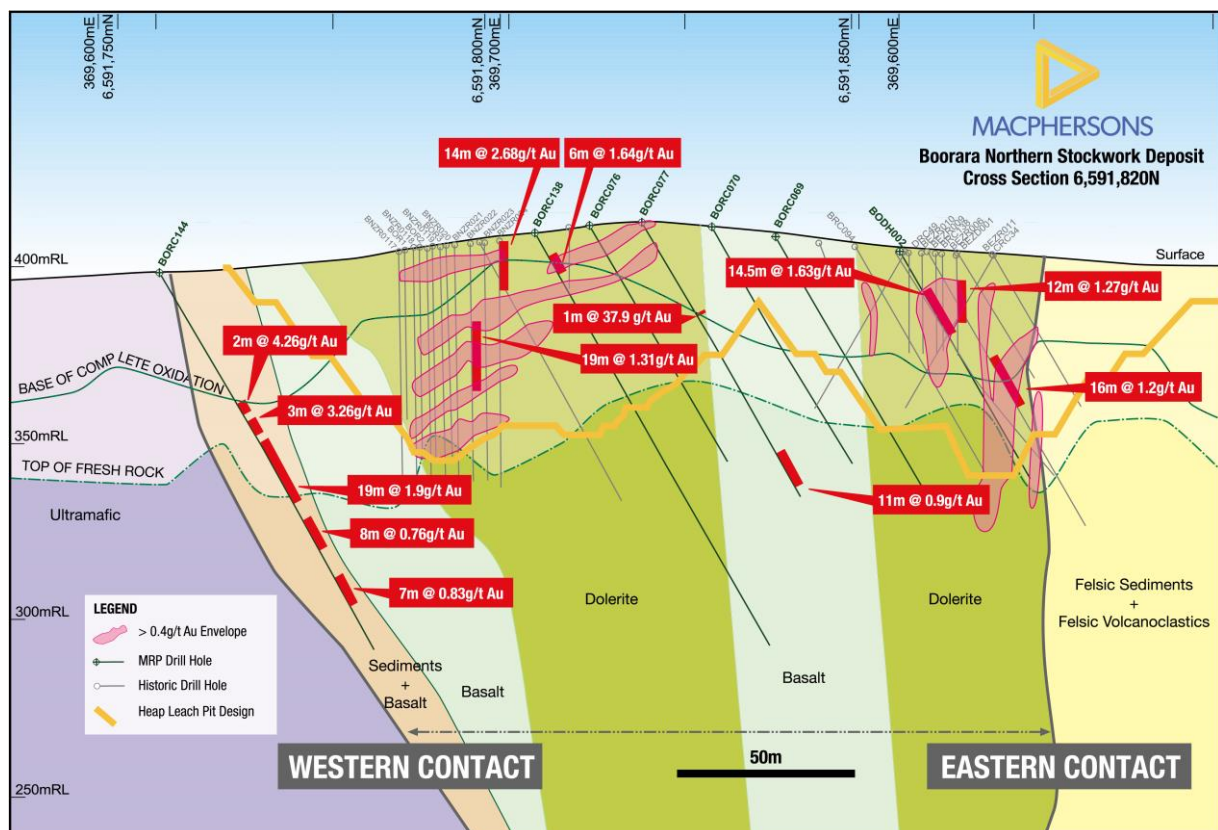 369,600mE
6,591,750mN
6,591,800mN
369,700mE
6,591,850mN
369,600mE
MACPHERSONS
Boorara Northern Stockwork Deposit
Cross Section 6,591,820N
14m @ 2.68g/t Au
6m @ 1.64g/t Au
BORC144
BNZR021
BNZR022
BNZR023
BORC138
BORC076
BORC077
BORC070
BORC069
BRC094
BODH002
BEZR011
CRC34
400mRL
Surface
14.5m @ 1.63g/t Au
12m @ 1.27g/t Au
1m @ 37.9 g/t Au
2m @ 4.26g/t Au
19m @ 1.31g/t Au
BASE OF COMPLETE OXIDATION
16m @ 1.2g/t Au
3m @ 3.26g/t Au
350mRL
TOP OF FRESH ROCK
19m @ 1.9g/t Au
11m @ 0.9g/t Au
Ultramafic
8m @ 0.76g/t Au
7m @ 0.83g/t Au
Dolerite
Dolerite
Felsic Sediments
+
Felsic Volcanoclastics
300mRL
LEGEND
> 0.4g/t Au Envelope
MRP Drill Hole
Historic Drill Hole
Heap Leach Pit Design
Sediments
+
Basalt
Basalt
Basalt
WESTERN CONTACT
50m
EASTERN CONTACT
250mRL